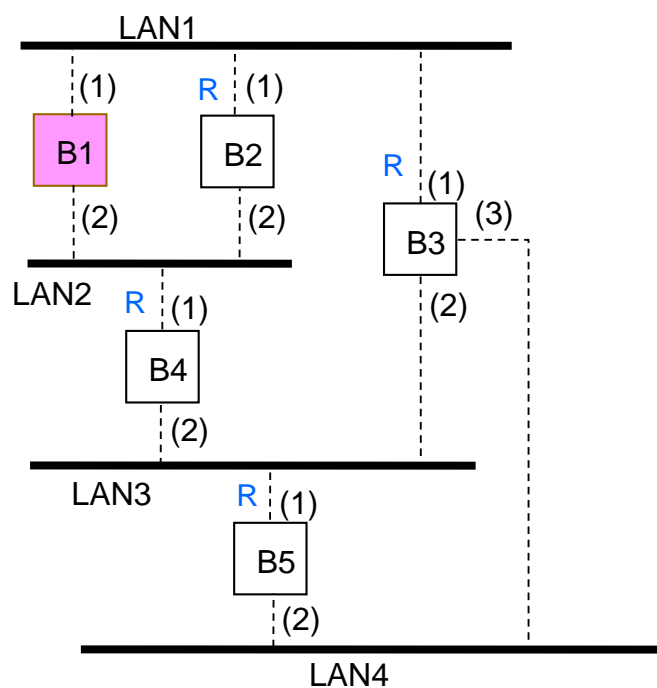 LAN1
(1)
R
(1)
B1
B2
R
(1)
(3)
(2)
(2)
B3
LAN2
R
(1)
(2)
B4
(2)
LAN3
R
(1)
B5
(2)
LAN4